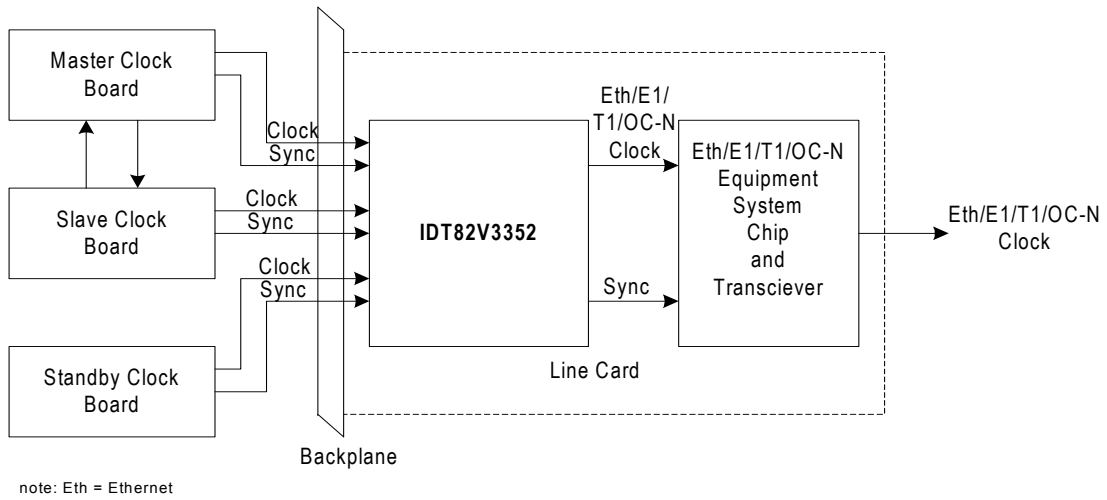 Master Clock
Board
Slave Clock
Board
Standby Clock
Board
Clock
Sync
Clock
Sync
Clock
Sync
Backplane
IDT82V3352
Eth/E1/
T1/OC-N
Clock
Sync
Line Card
Eth/E1/T1/OC-N
Equipment
System
Chip
and
Transciever
Eth/E1/T1/OC-N
Clock
note: Eth = Ethernet